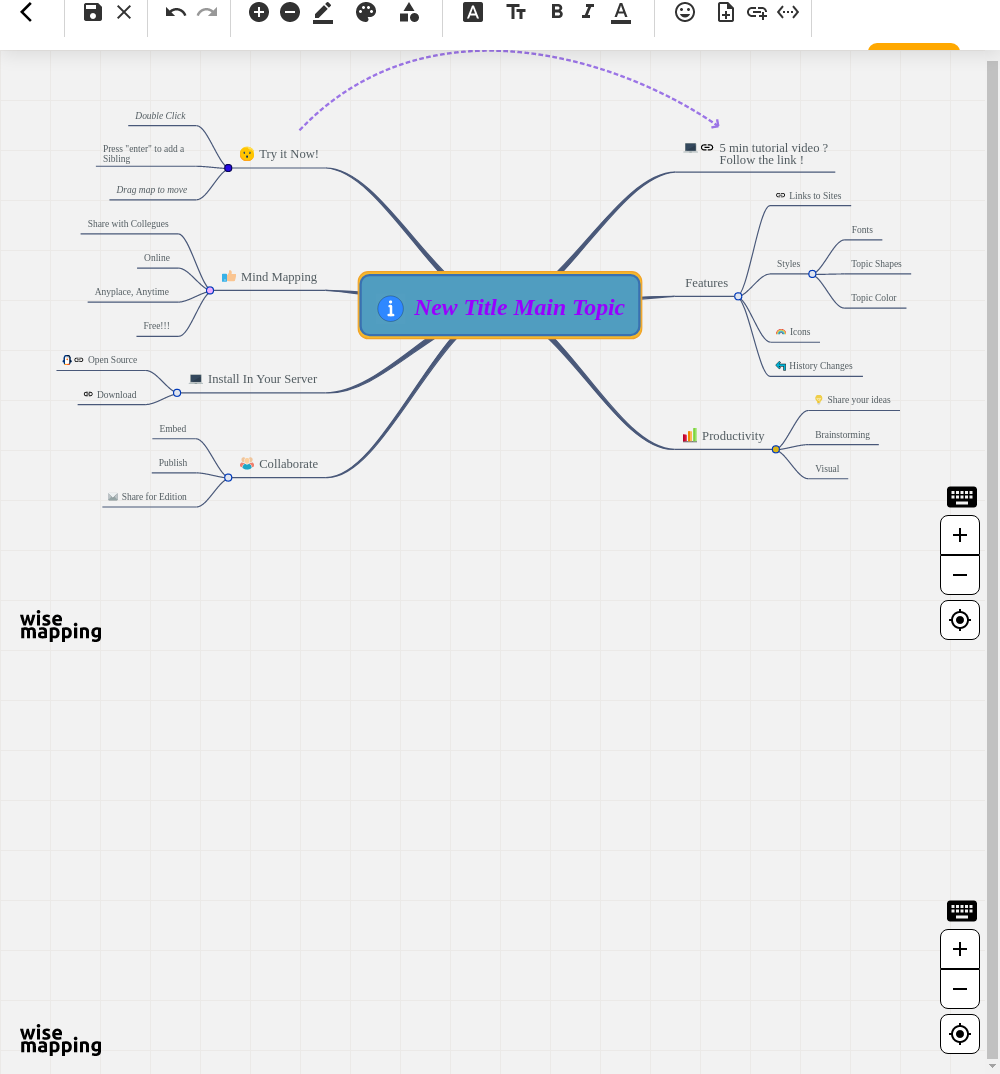 Double Click
Press "enter" to add a
Sibling
Drag map to move
Try it Now!
Share with Collegues
Online
Anyplace, Anytime
Free!!!
Mind Mapping
Open Source
Download
Install In Your Server
Embed
Publish
Share for Edition
Collaborate
New Title Main Topic
5 min tutorial video ?
Follow the link !
Links to Sites
Features
Styles
Fonts
Topic Shapes
Topic Color
Icons
History Changes
Productivity
Share your ideas
Brainstorming
Visual
wise
mapping
wise
mapping